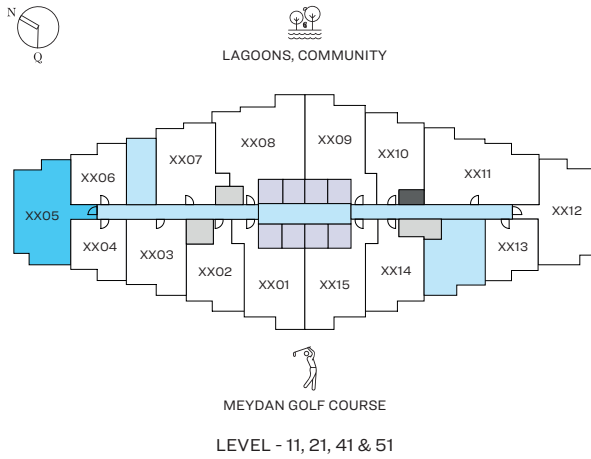 N
Q
LAGOONS, COMMUNITY
XX09
XX08
XX07
XX10
XX06
XX11
XX05
XX12
XX04
XX03
XX02
XX01
XX15
XX14
XX13
MEYDAN GOLF COURSE
LEVEL - 11, 21, 41 & 51